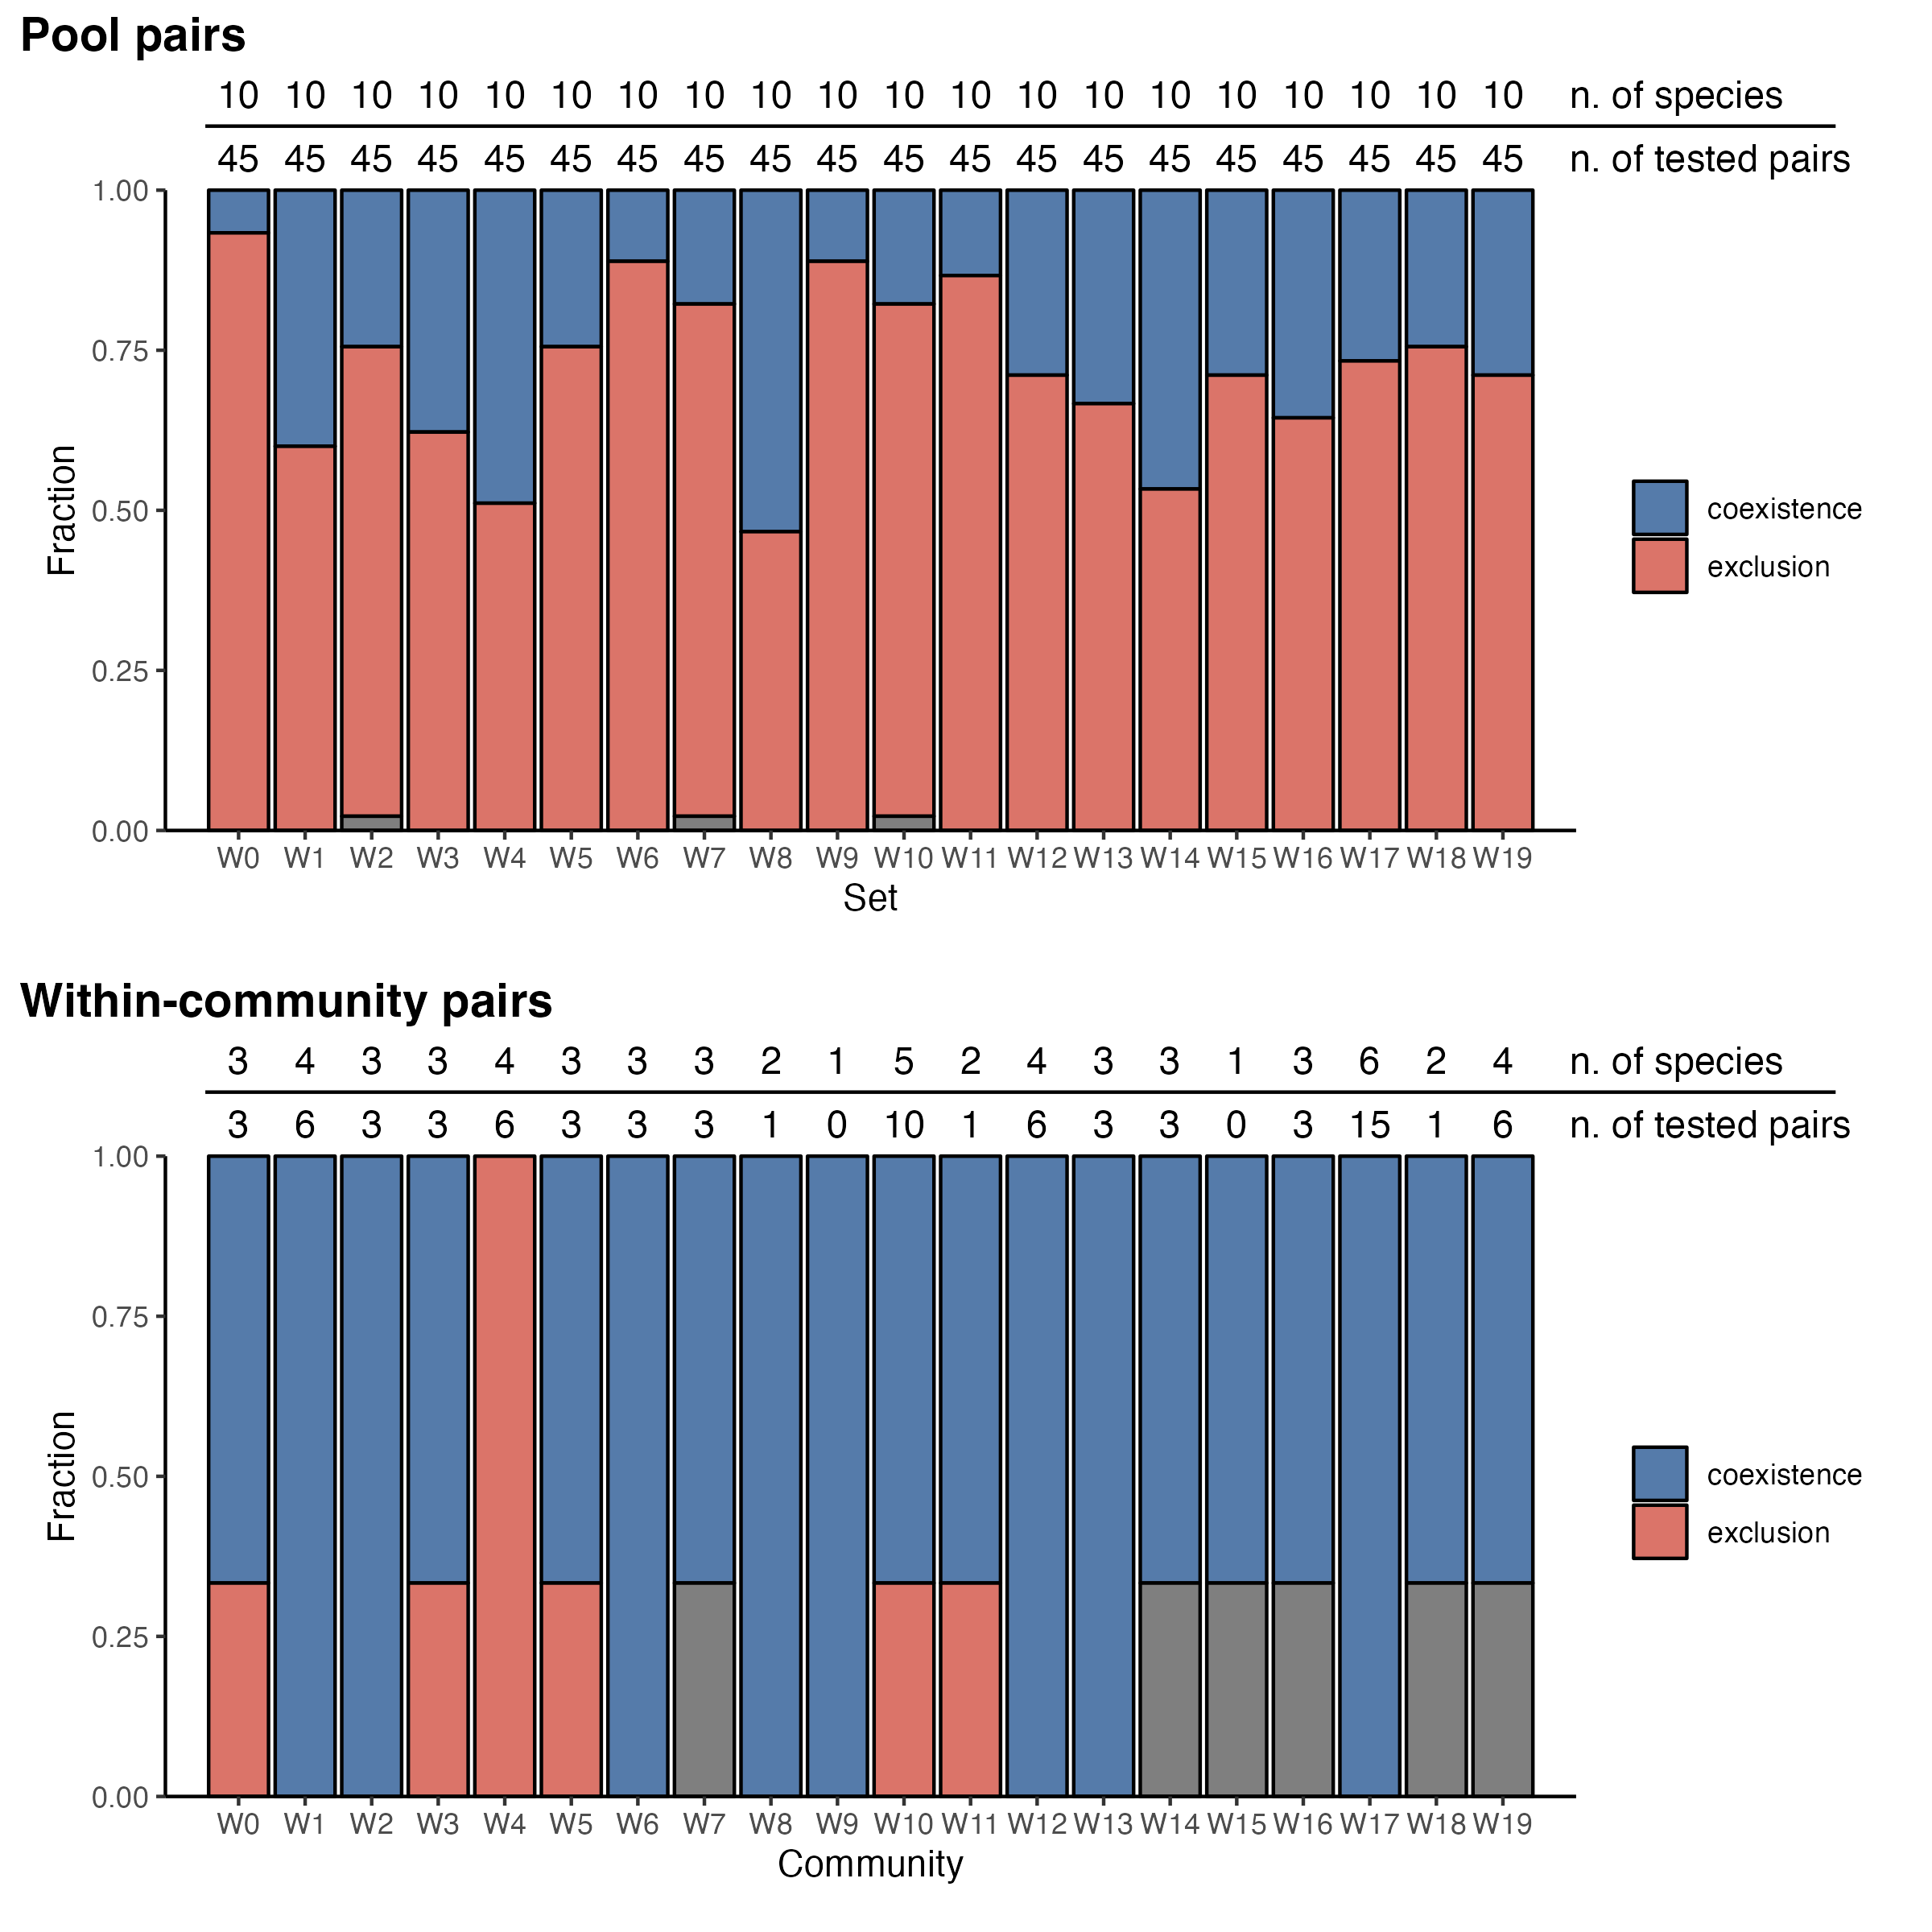 Pool pairs
10 10 10 10 10 10 10 10 10 10 10 10 10 10 10 10 10 10 10 10 n. of species
45 45 45 45 45 45 45 45 45 45 45 45 45 45 45 45 45 45 45 45 n. of tested pairs
1.00
0.75
0.50
0.25
0.00
Fraction
W0 W1 W2 W3 W4 W5 W6 W7 W8 W9 W10 W11 W12 W13 W14 W15 W16 W17 W18 W19
Set
coexistence
exclusion
Within-community pairs
3 4 3 3 4 3 3 3 2 1 5 2 4 3 3 1 3 6 2 4 n. of species
3 6 3 3 6 3 3 3 1 0 10 1 6 3 3 0 3 15 1 6 n. of tested pairs
1.00
0.75
0.50
0.25
0.00
Fraction
W0 W1 W2 W3 W4 W5 W6 W7 W8 W9 W10 W11 W12 W13 W14 W15 W16 W17 W18 W19
Community
coexistence
exclusion